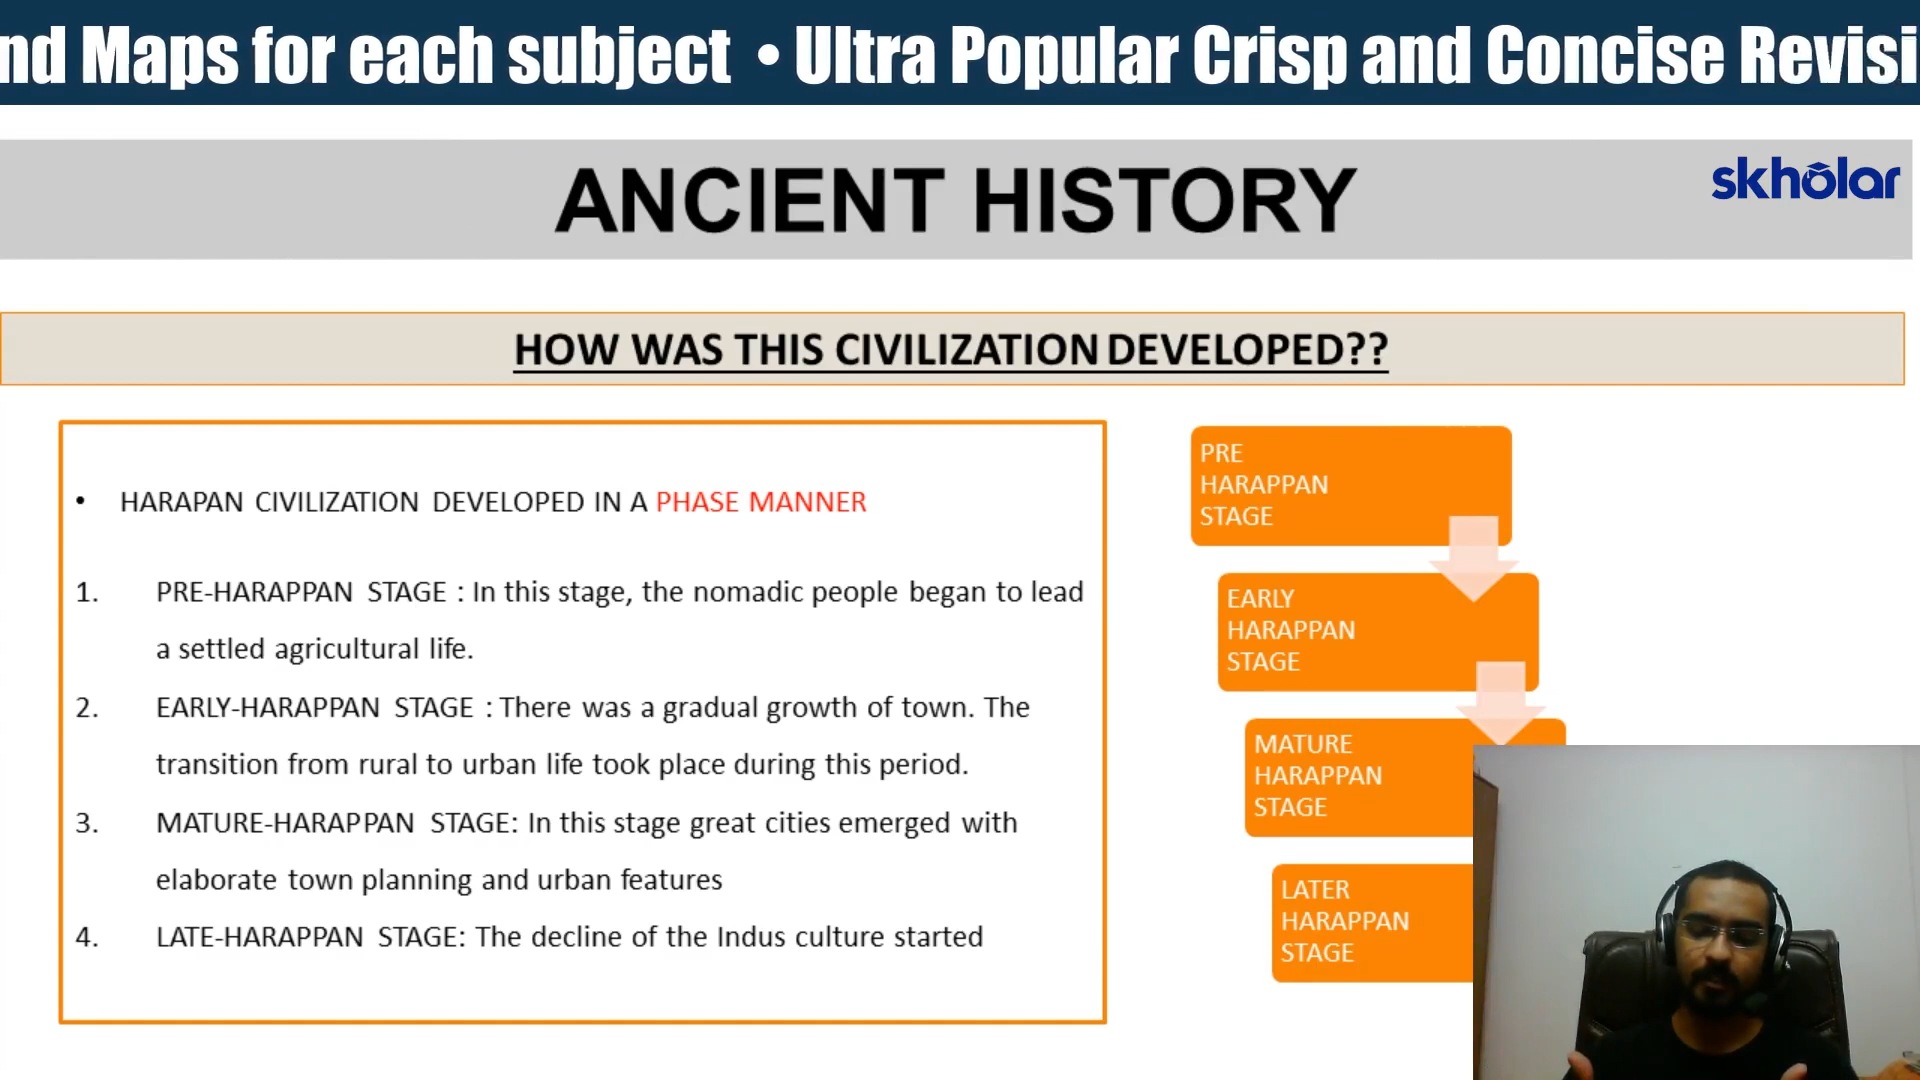 nd Maps for each subject • Ultra Popular Crisp and Concise Revisi
ANCIENT HISTORY
skholar
HOW WAS THIS CIVILIZATION DEVELOPED??
• HARAPAN CIVILIZATION DEVELOPED IN A PHASE MANNER
1. PRE-HARAPPAN STAGE : In this stage, the nomadic people began to lead
a settled agricultural life.
2. EARLY-HARAPPAN STAGE : There was a gradual growth of town. The
transition from rural to urban life took place during this period.
3. MATURE-HARAPPAN STAGE: In this stage great cities emerged with
elaborate town planning and urban features
4. LATE-HARAPPAN STAGE: The decline of the Indus culture started
PRE
HARAPPAN
STAGE
EARLY
HARAPPAN
STAGE
MATURE
HARAPPAN
STAGE
LATER
HARAPPAN
STAGE